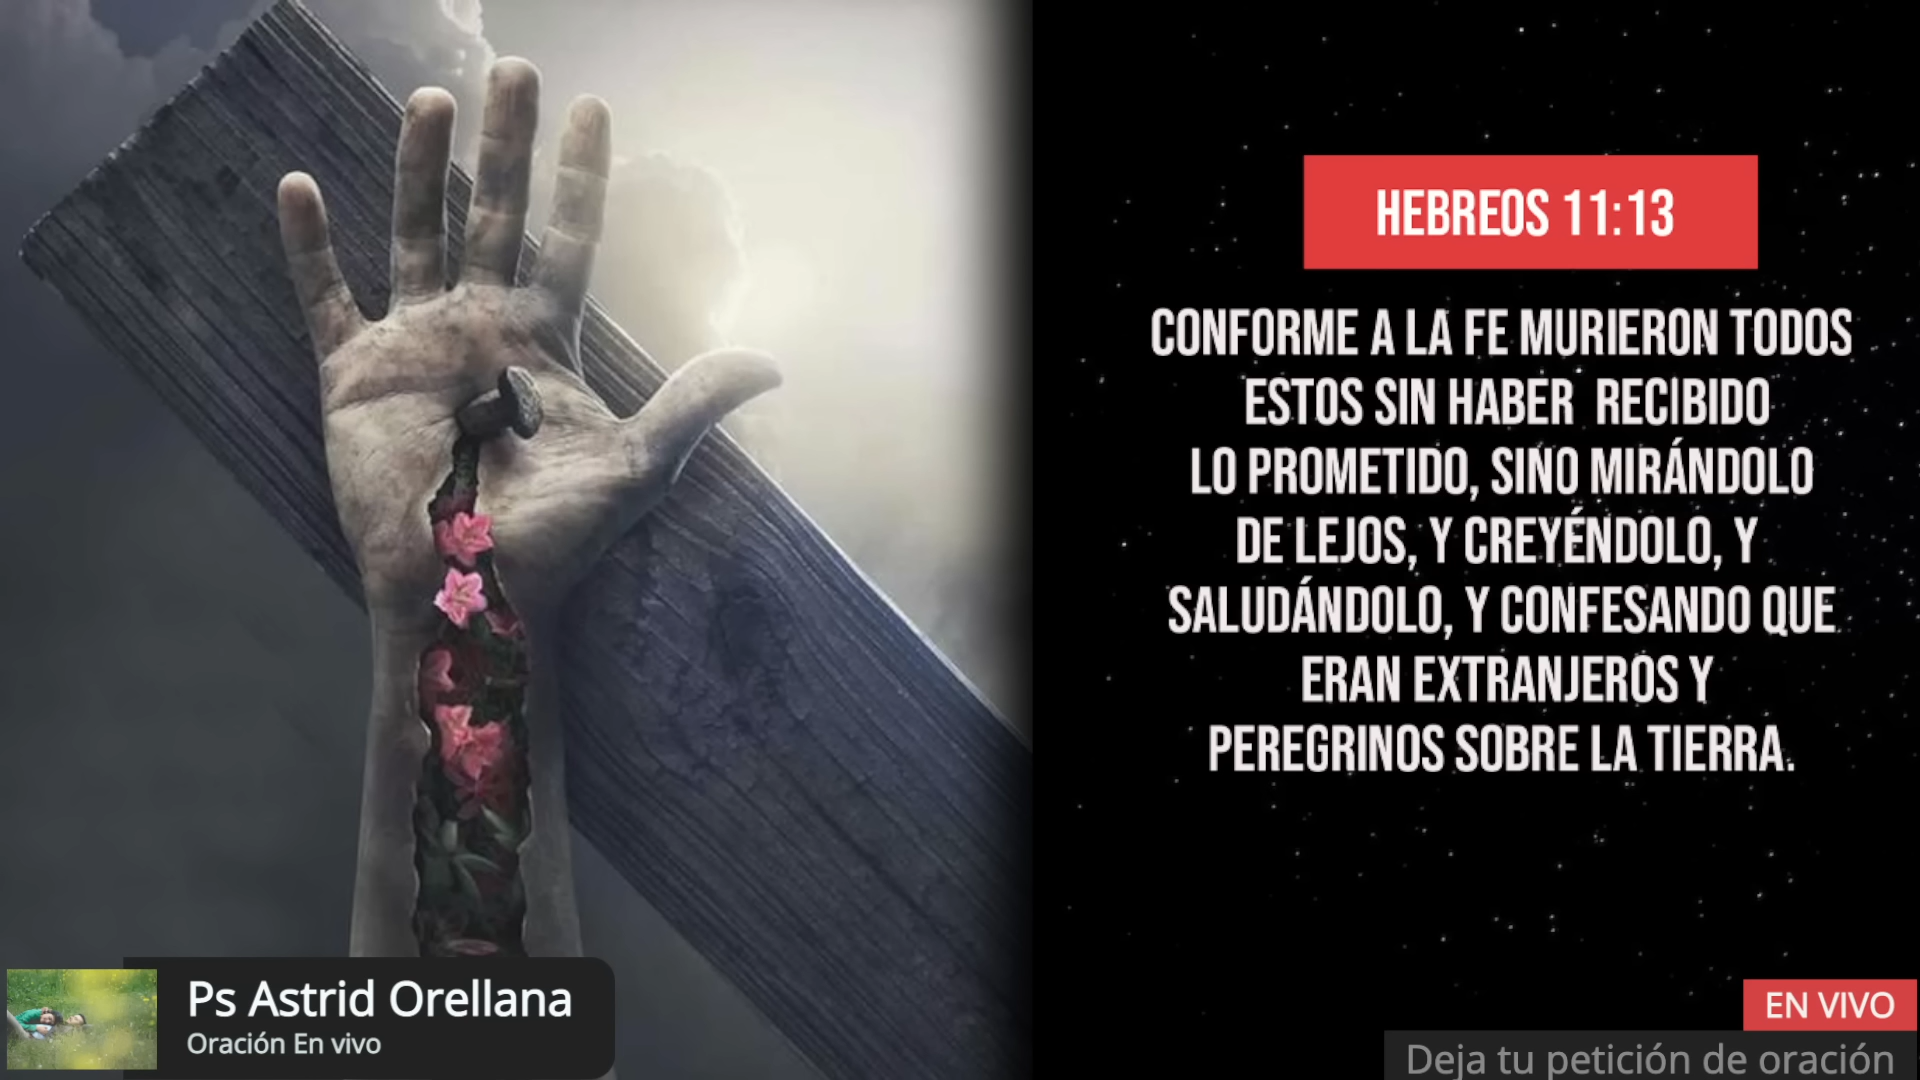 HEBREOS 11:13
CONFORME A LA FE MURIERON TODOS
ESTOS SIN HABER RECIBIDO
LO PROMETIDO, SINO MIRÁNDOLO
DE LEJOS, Y CREYÉNDOLO, Y
SALUDÁNDOLO, Y CONFESANDO QUE
ERAN EXTRANJEROS Y
PEREGRINOS SOBRE LA TIERRA.
Ps Astrid Orellana
Oración En vivo
EN VIVO
Deja tu petición de oración